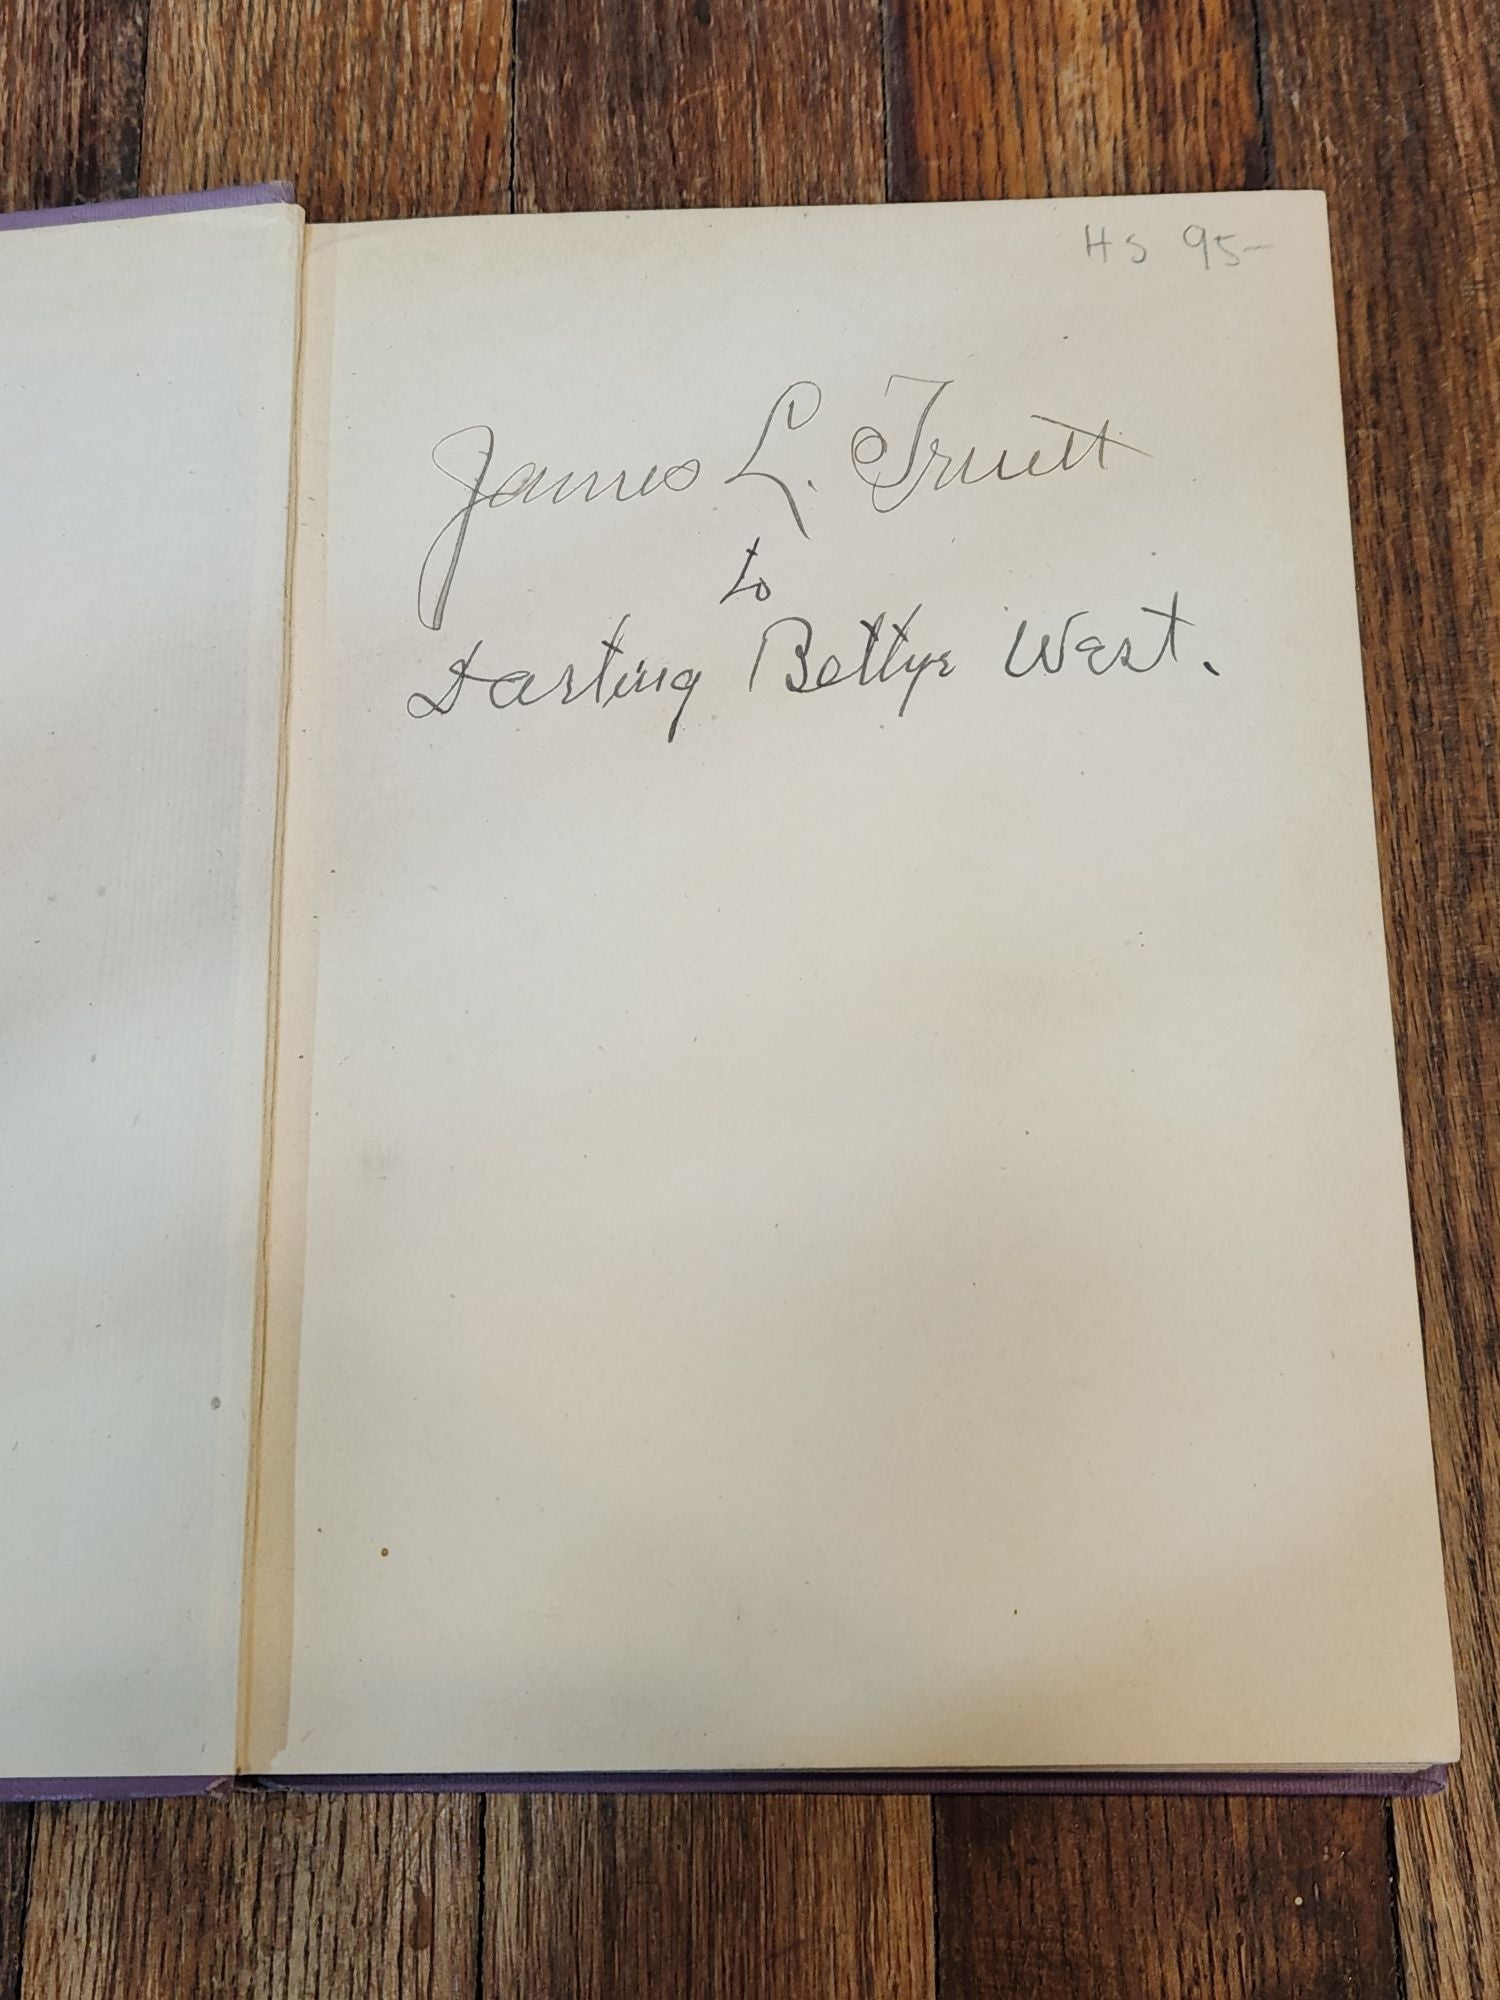 HS 95-
James L. Truett
to
Darling Bettye West.